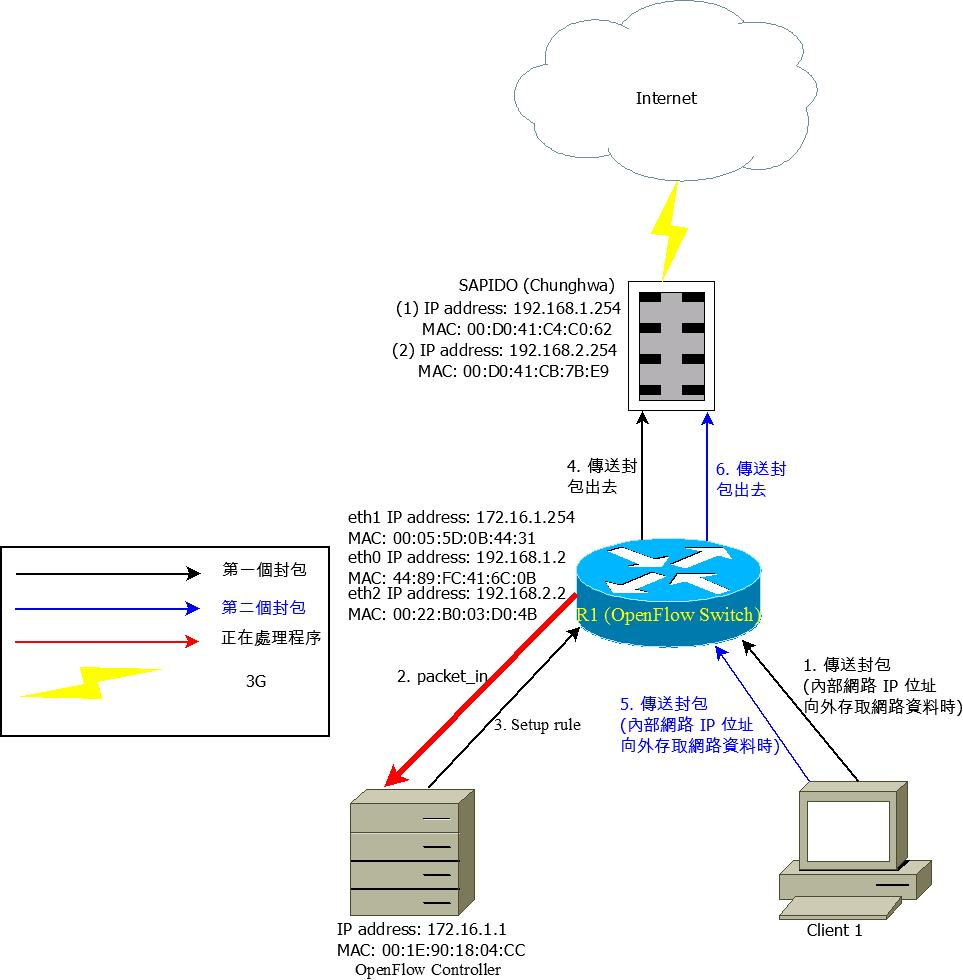 Internet
SAPIDO (Chunghwa)
(1) IP address: 192.168.1.254
MAC: 00:D0:41:C4:C0:62
(2) IP address: 192.168.2.254
MAC: 00:D0:41:CB:7B:E9
4. 傳送封
包出去
6. 傳送封
包出去
eth1 IP address: 172.16.1.254
MAC: 00:05:5D:0B:44:31
eth0 IP address: 192.168.1.2
MAC: 44:89:FC:41:6C:0B
eth2 IP address: 192.168.2.2
MAC: 00:22:B0:03:D0:4B
R1 (OpenFlow Switch)
第一個封包
第二個封包
正在處理程序
3G
2. packet_in
3. Setup rule
1. 傳送封包
(內部網路 IP 位址
向外存取網路資料時)
5. 傳送封包
(內部網路 IP 位址
向外存取網路資料時)
IP address: 172.16.1.1
MAC: 00:1E:90:18:04:CC
OpenFlow Controller
Client 1